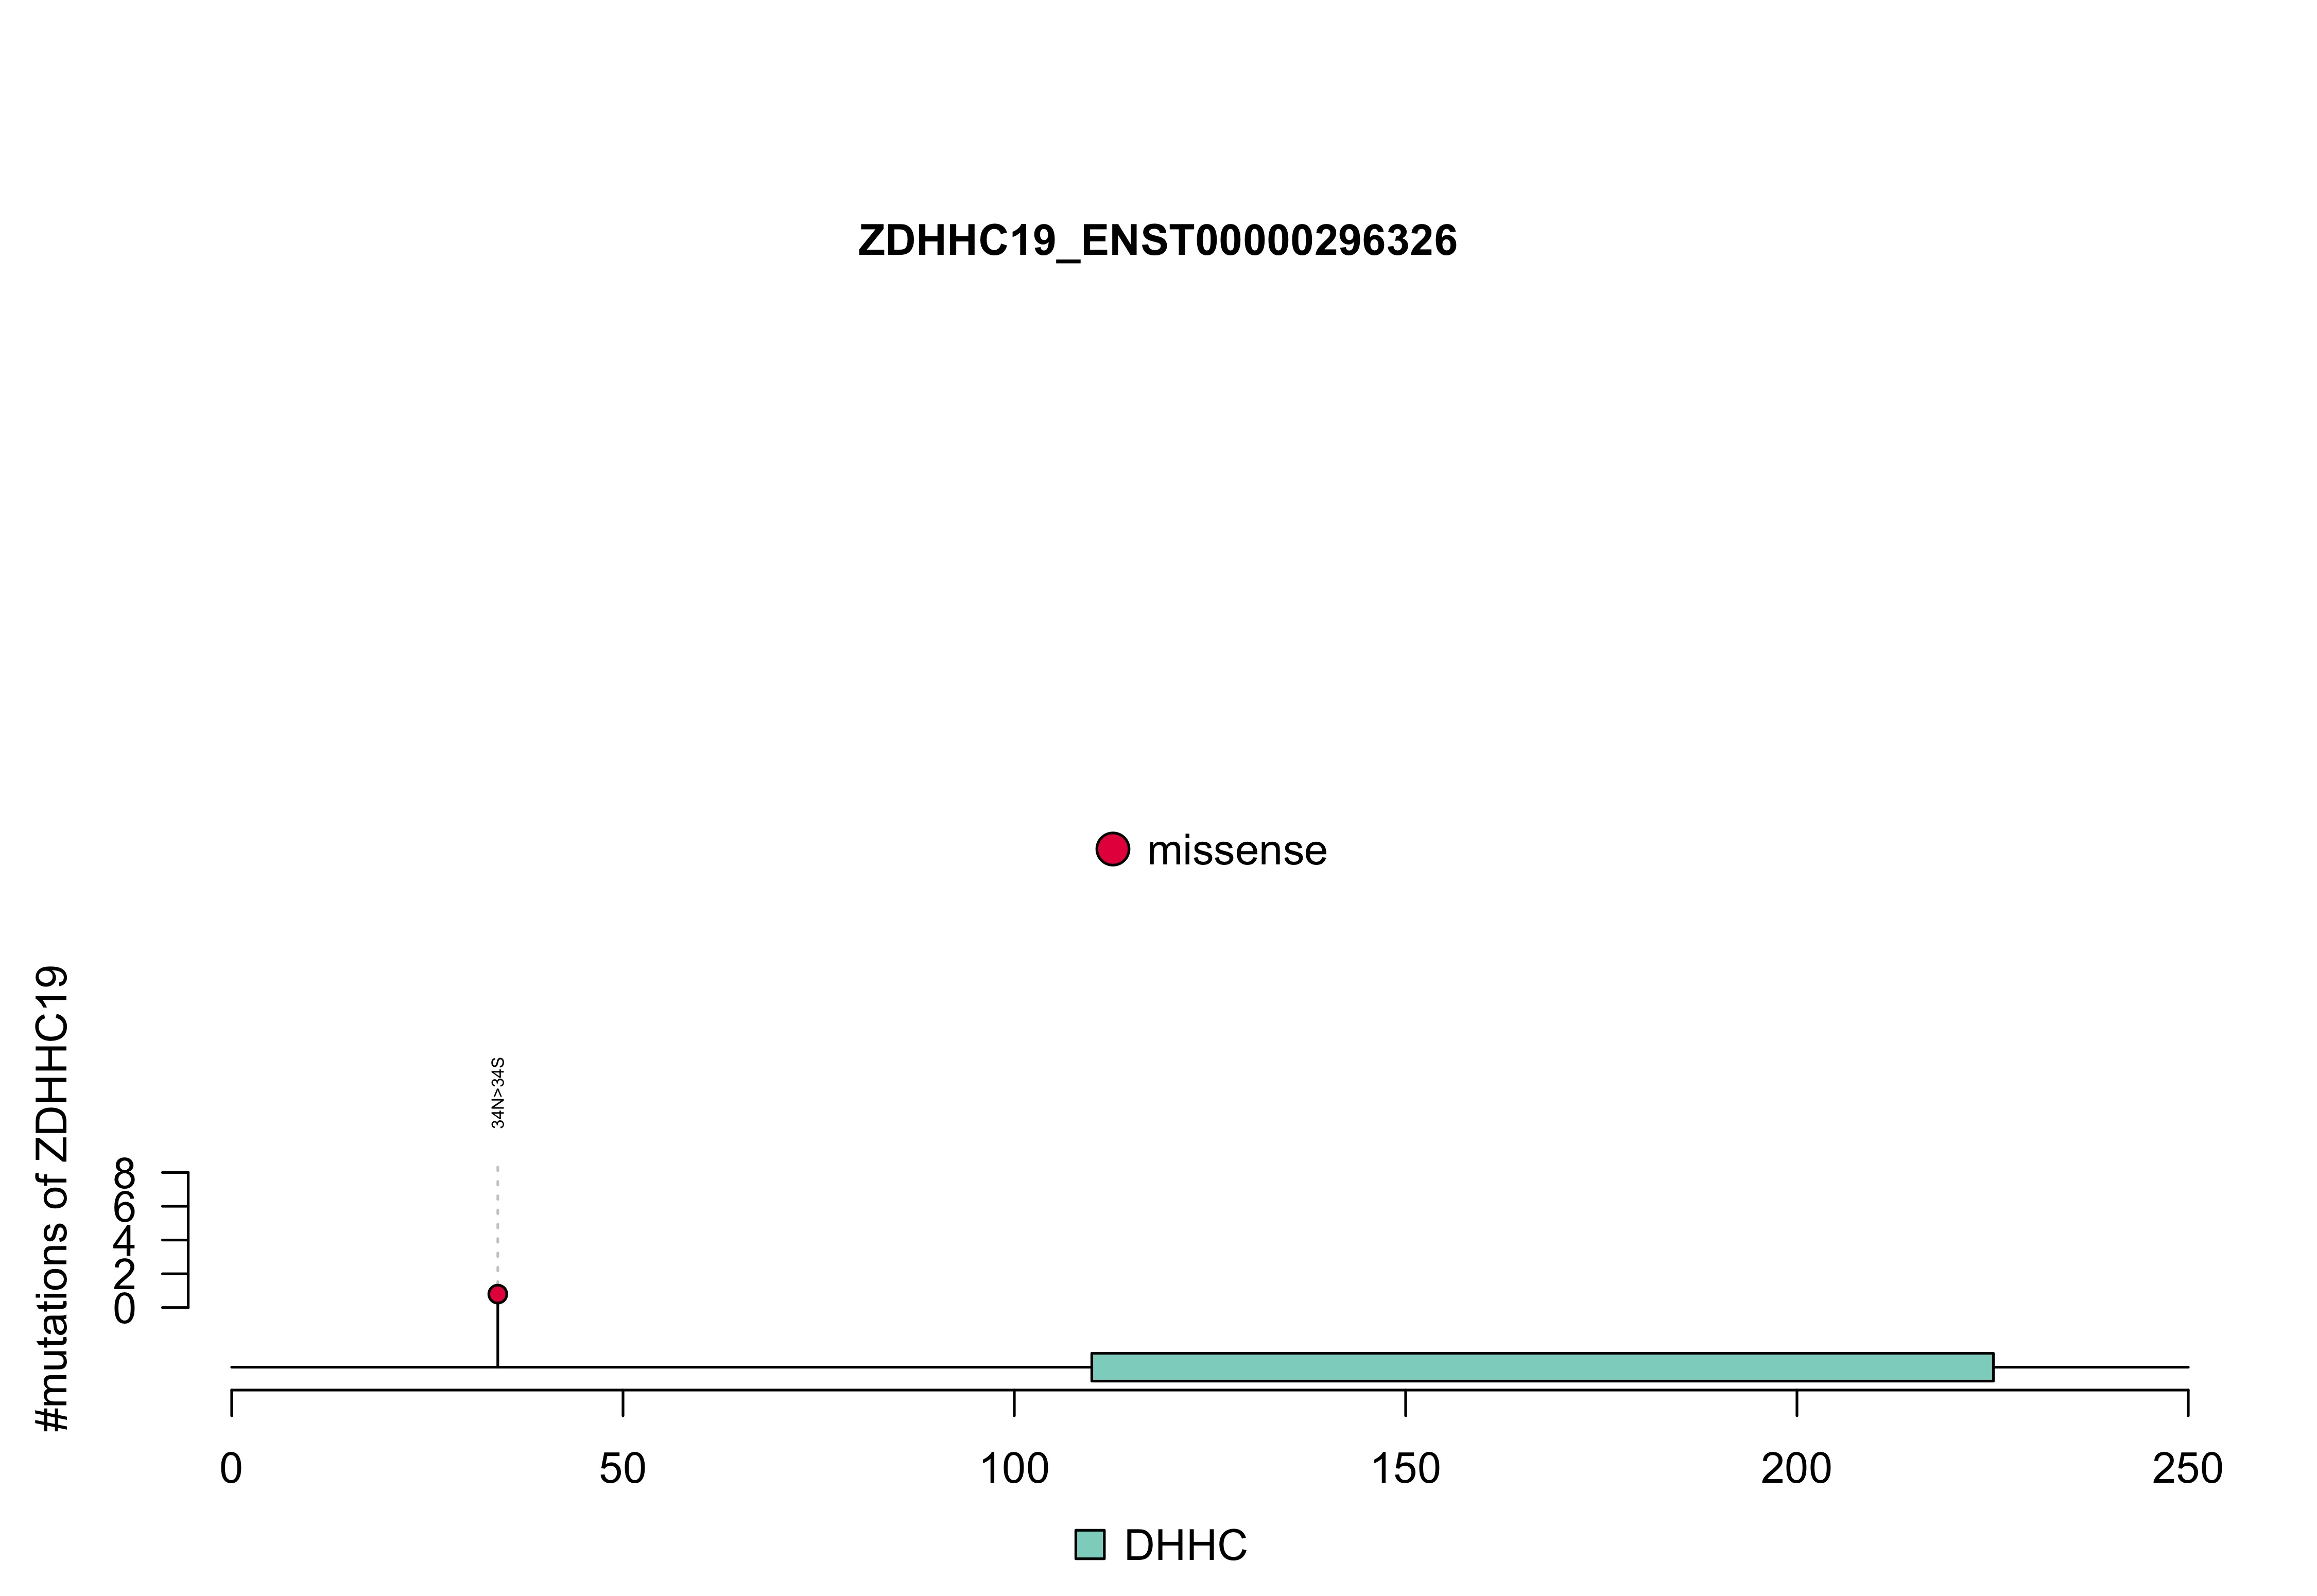 ZDHHC19_ENST00000296326
missense
#mutations of ZDHHC19
34N>34S
8
6
4
2
0
0 50 100 150 200 250
DHHC